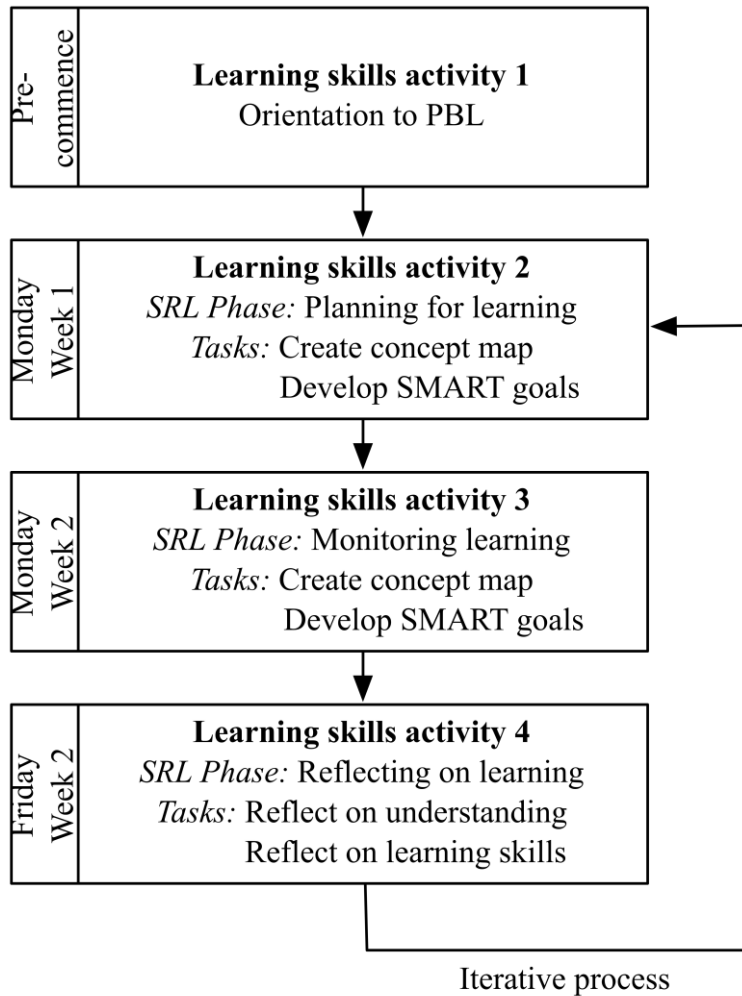 Pre-
commence
Learning skills activity 1
Orientation to PBL
Monday
Week 1
Learning skills activity 2
SRL Phase: Planning for learning
Tasks: Create concept map
Develop SMART goals
Monday
Week 2
Learning skills activity 3
SRL Phase: Monitoring learning
Tasks: Create concept map
Develop SMART goals
Friday
Week 2
Learning skills activity 4
SRL Phase: Reflecting on learning
Tasks: Reflect on understanding
Reflect on learning skills
Iterative process